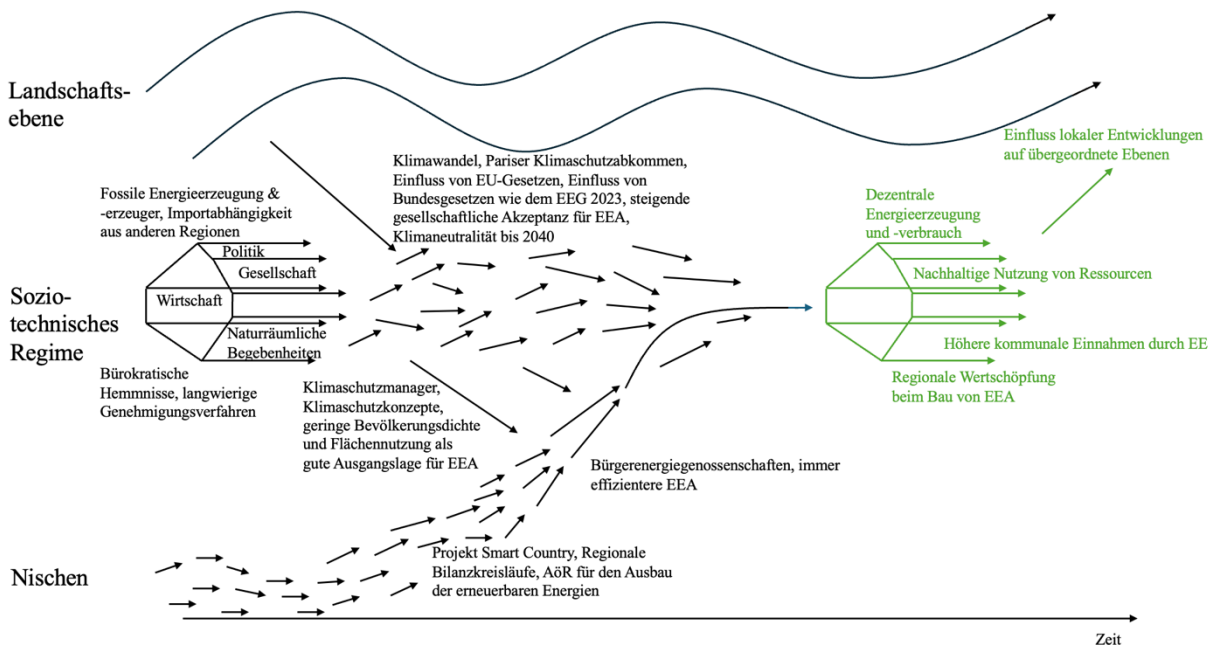 Landschafts-
ebene
Einfluss lokaler Entwicklungen
auf übergeordnete Ebenen
Klimawandel, Pariser Klimaschutzabkommen,
Einfluss von EU-Gesetzen, Einfluss von
Bundesgesetzen wie dem EEG 2023, steigende
gesellschaftliche Akzeptanz für EEA,
Klimaneutralität bis 2040
Fossile Energieerzeugung &
-erzeuger, Importabhängigkeit
aus anderen Regionen
Dezentrale
Energieerzeugung
und -verbrauch
Politik
Gesellschaft
Nachhaltige Nutzung von Ressourcen
Sozio-
technisches
Regime
Wirtschaft
Naturräumliche
Begebenheiten
Höhere kommunale Einnahmen durch EE
Bürokratische
Hemmnisse, langwierige
Genehmigungsverfahren
Klimaschutzmanager,
Klimaschutzkonzepte,
geringe Bevölkerungsdichte
und Flächennutzung als
gute Ausgangslage für EEA
Regionale Wertschöpfung
beim Bau von EEA
Bürgerenergiegenossenschaften, immer
effizientere EEA
Nischen
Projekt Smart Country, Regionale
Bilanzkreisläufe, AöR für den Ausbau
der erneuerbaren Energien
Zeit